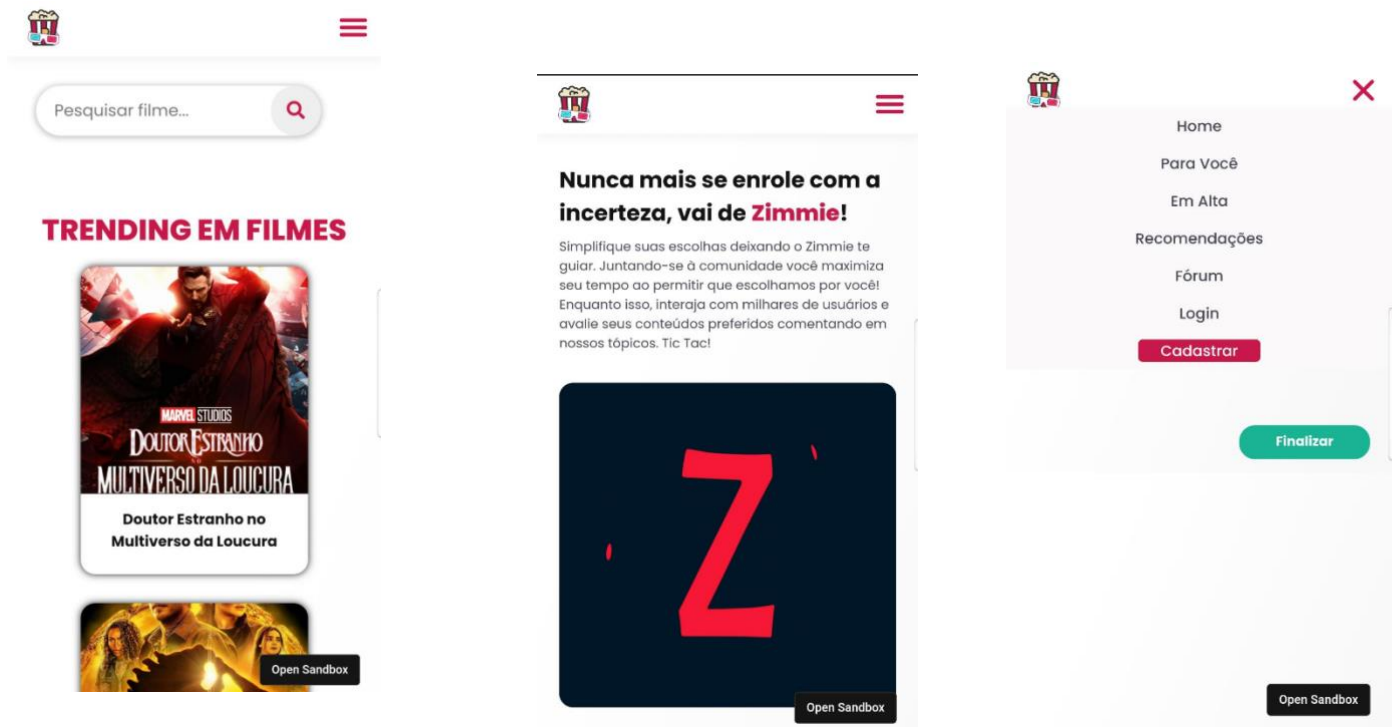 Pesquisar filme...
TRENDING EM FILMES
MARVEL STUDIOS
DOUTOR ESTRANHO
NO
MULTIVERSO DA LOUCURA
Doutor Estranho no
Multiverso da Loucura
Open Sandbox
Nunca mais se enrole com a
incerteza, vai de Zimmie!
Simplifique suas escolhas deixando o Zimmie te
guiar. Juntando-se à comunidade você maximiza
seu tempo ao permitir que escolhamos por você!
Enquanto isso, interaja com milhares de usuários e
avalie seus conteúdos preferidos comentando em
nossos tópicos. Tic Tac!
Z
Open Sandbox
Home
Para Você
Em Alta
Recomendações
Fórum
Login
Cadastrar
Finalizar
Open Sandbox